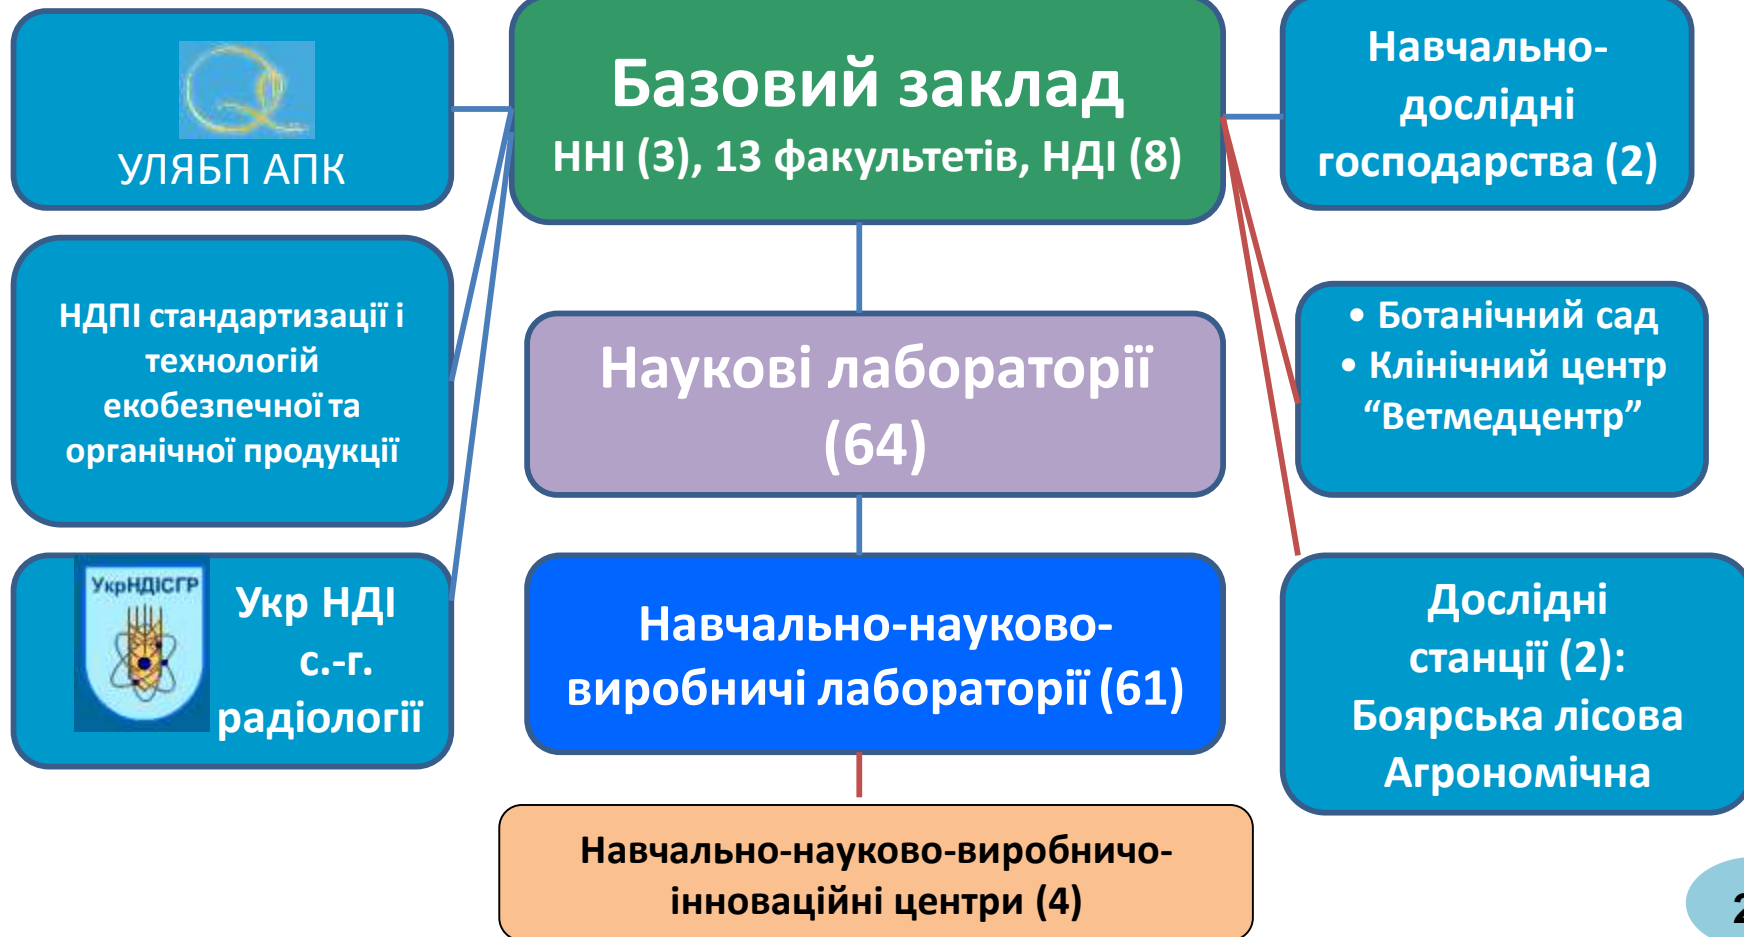 УЛЯБП АПК
Базовий заклад
ННІ (3), 13 факультетів, НДІ (8)
Навчально-
дослідні
господарства (2)
НДПІ стандартизації і
технологій
екобезпечної та
органічної продукції
Наукові лабораторії
(64)
• Ботанічний сад
• Клінічний центр
“Ветмедцентр”
УкрНДІСГР
Укр НДІ
с.-г.
радіології
Навчально-науково-
виробничі лабораторії (61)
Дослідні
станції (2):
Боярська лісова
Агрономічна
Навчально-науково-виробничо-
інноваційні центри (4)
2